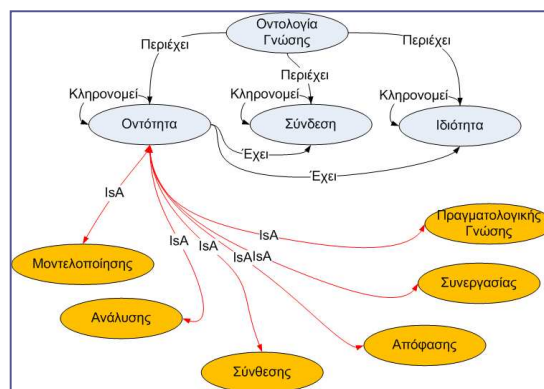 Οντολογία
Γνώσης
Περιέχει
Περιέχει
Περιέχει
Κληρονομεί
Κληρονομεί
Κληρονομεί
Οντότητα
Σύνδεση
Ιδιότητα
Έχει
Έχει
IsA
IsA
IsA
IsA
IsA
IsA
Πραγματολογικής
Γνώσης
Μοντελοποίησης
Συνεργασίας
Ανάλυσης
Απόφασης
Σύνθεσης